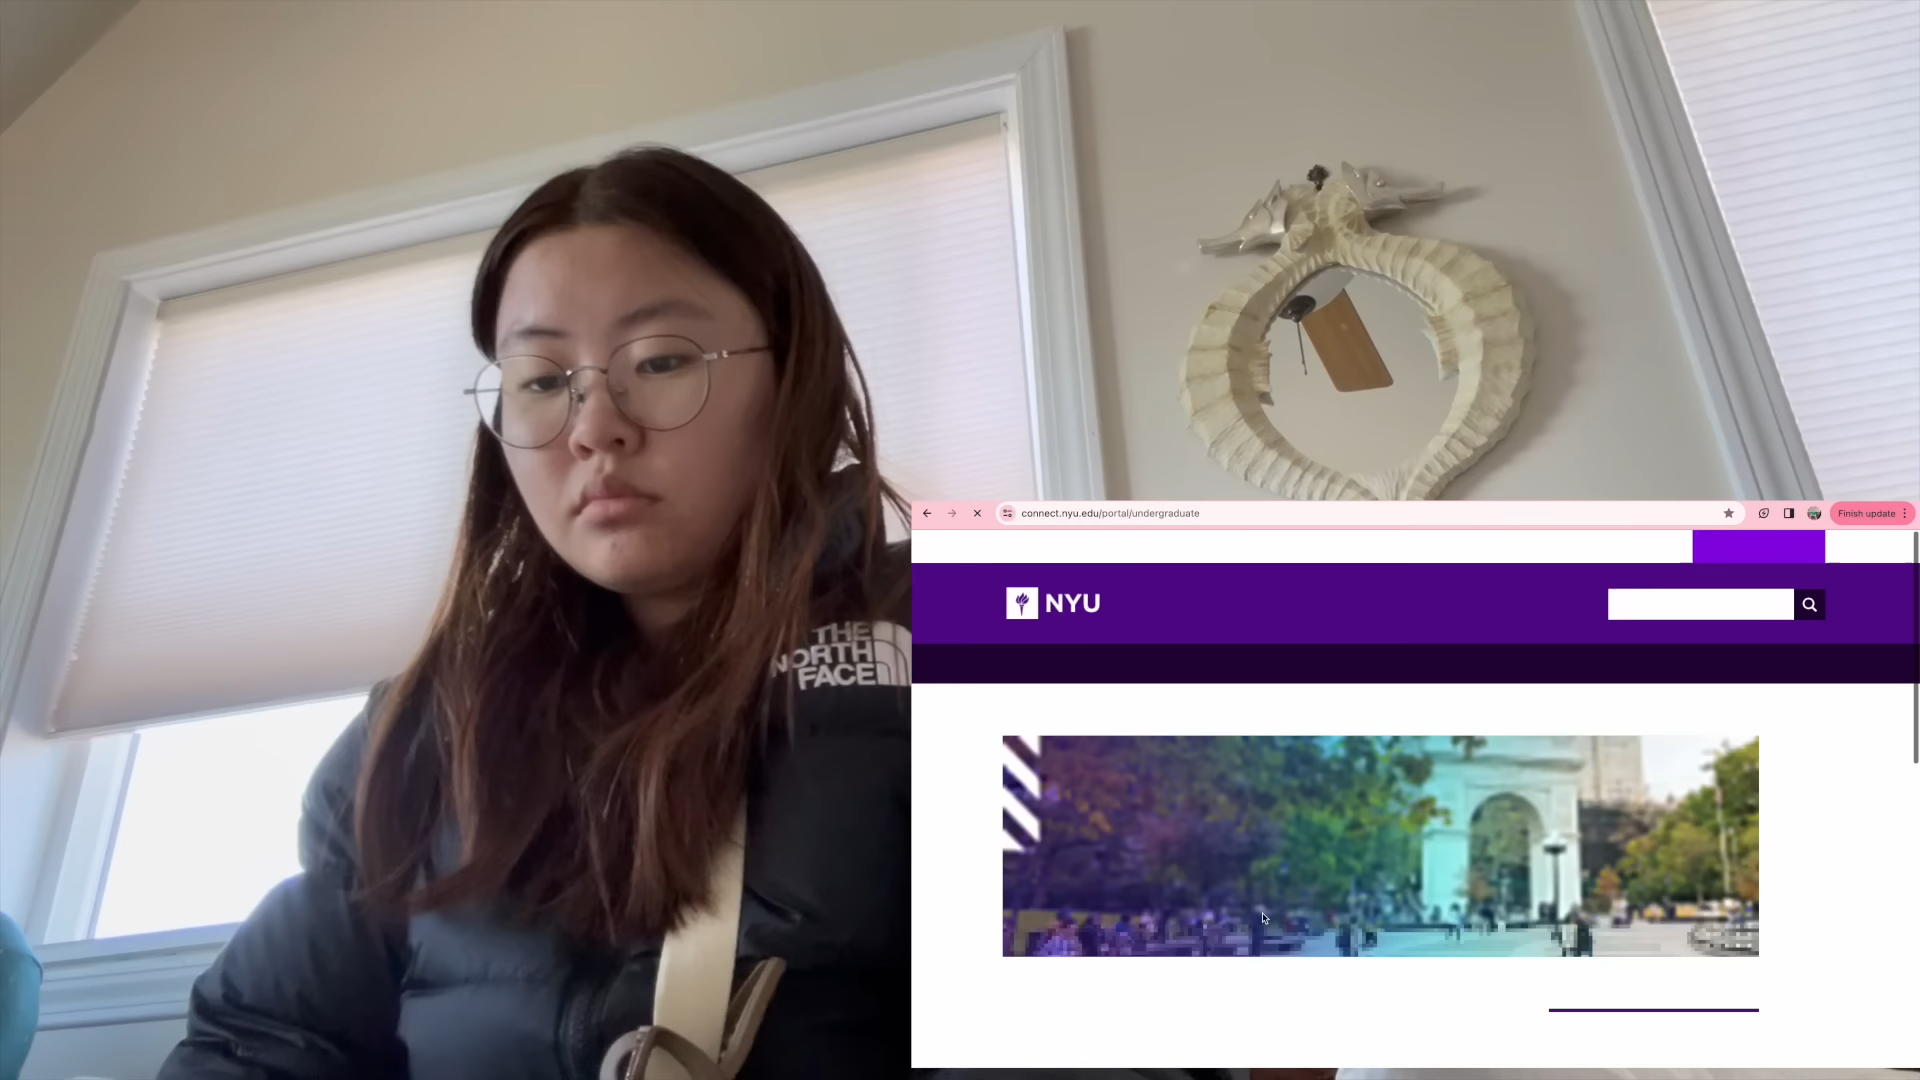 THE
NORTH
FACE
connect.nyu.edu/portal/undergraduate
Finish update
NYU